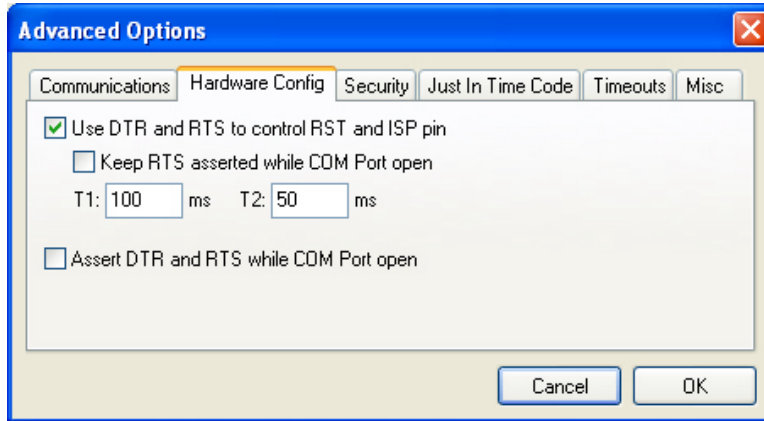 Advanced Options
Communications Hardware Config Security Just In Time Code Timeouts Misc
Use DTR and RTS to control RST and ISP pin
Keep RTS asserted while COM Port open
T1: 100 ms T2: 50 ms
Assert DTR and RTS while COM Port open
Cancel OK